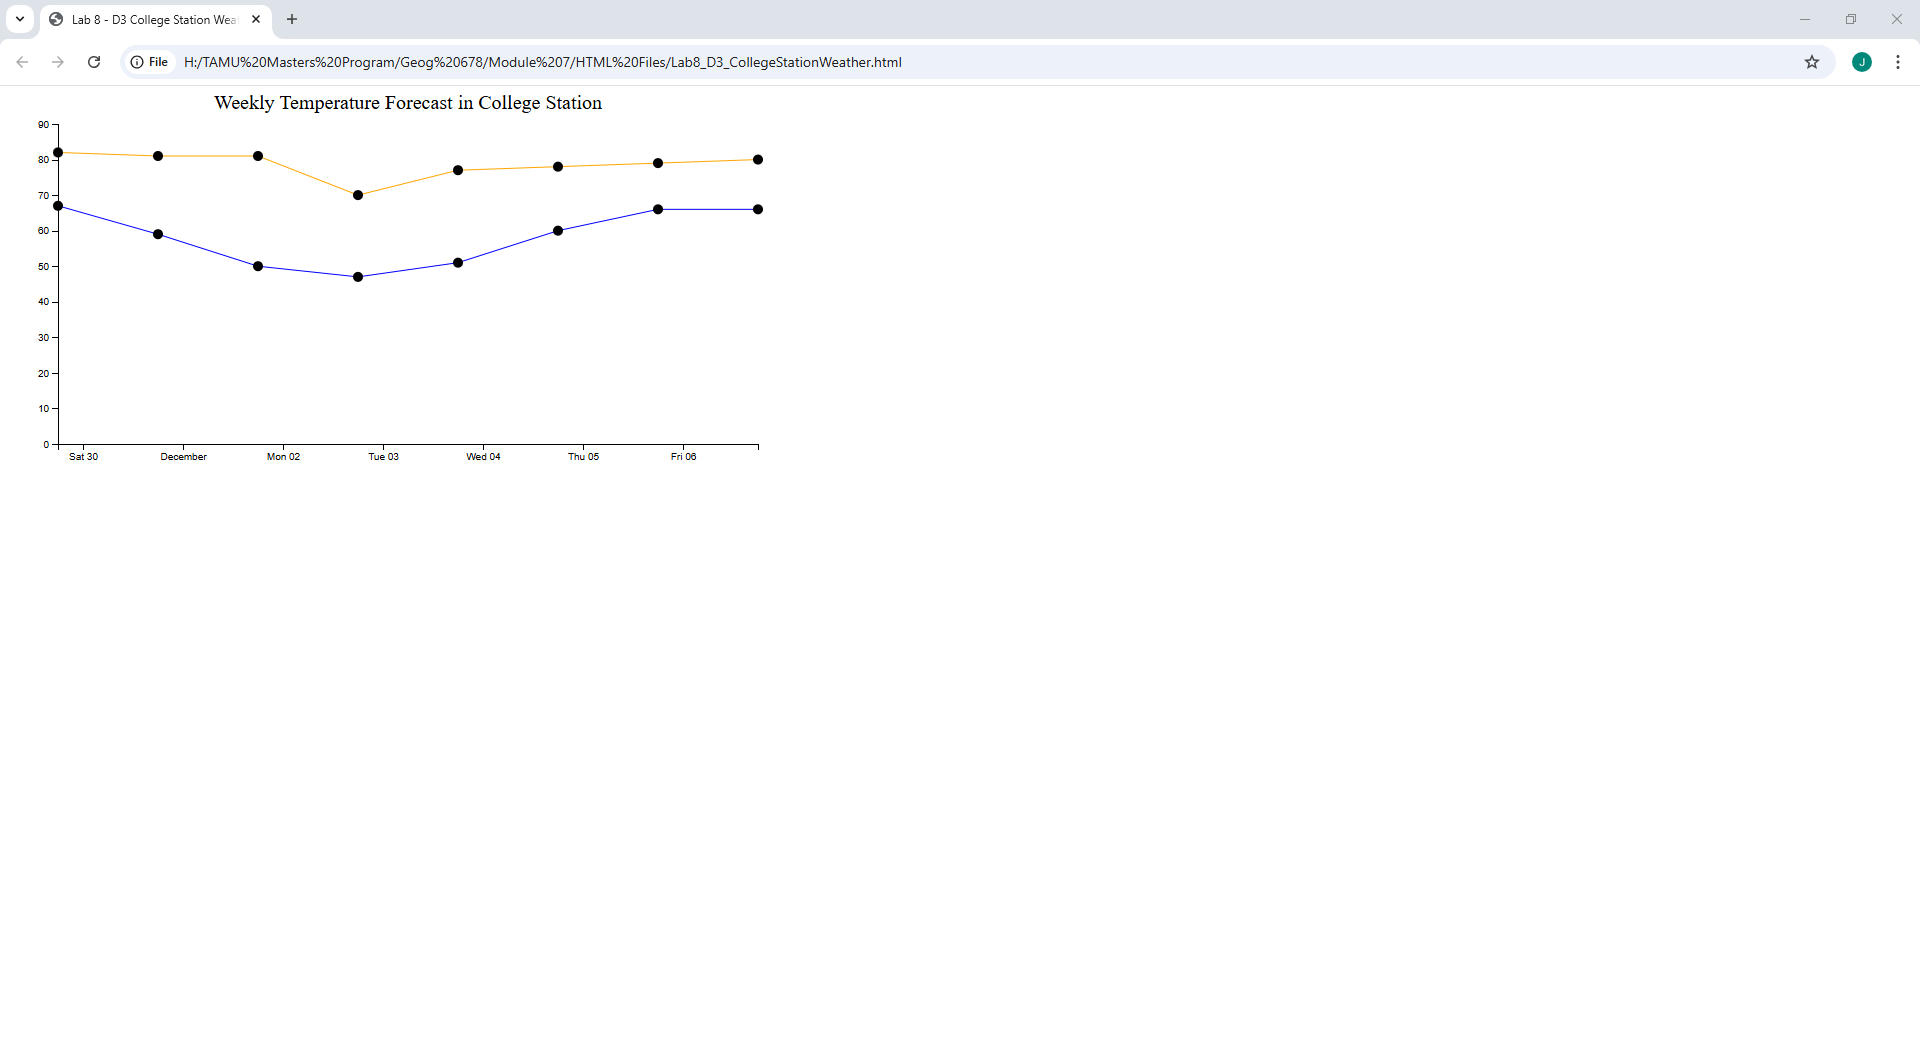 Lab 8 - D3 College Station Wea
File
H:/TAMU%20Masters%20Program/Geog%20678/Module%207/HTML%20Files/Lab8_D3_CollegeStationWeather.html
J
Weekly Temperature Forecast in College Station
90
80
70
60
50
40
30
20
10
0
Sat 30 December Mon 02 Tue 03 Wed 04 Thu 05 Fri 06